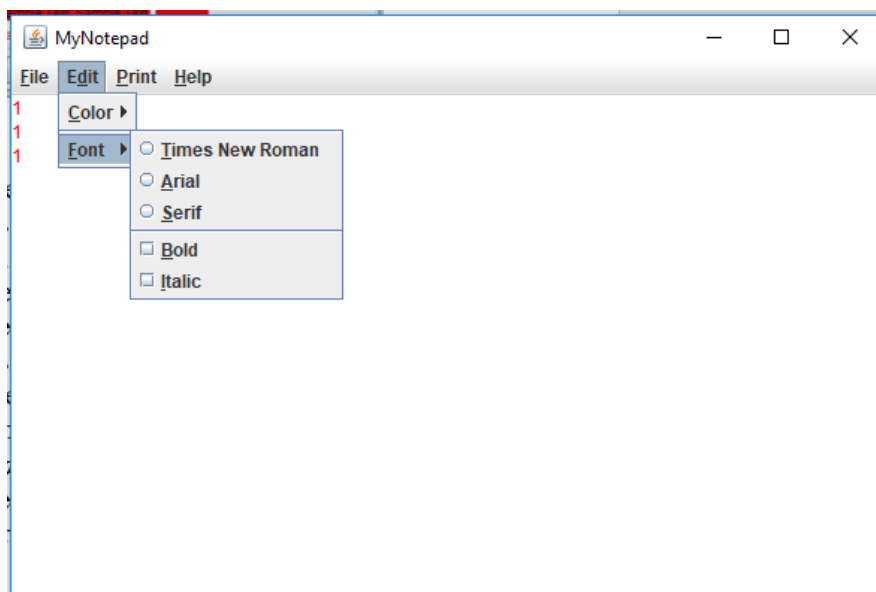 MyNotepad
File Edit Print Help
1
1
1
Color
Font
Times New Roman
Arial
Serif
Bold
Italic